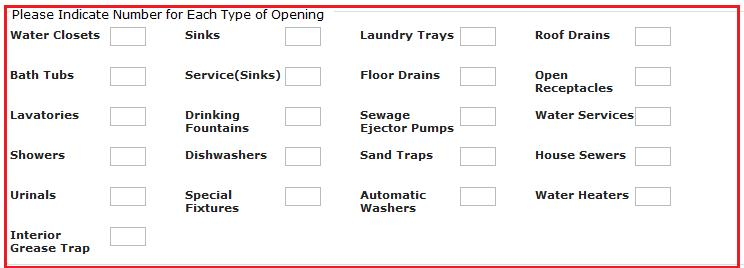 Please Indicate Number for Each Type of Opening
Water Closets Sinks Laundry Trays Roof Drains
Bath Tubs Service(Sinks) Floor Drains Open
Receptacles
Lavatories Drinking Sewage Water Services
Fountains Ejector Pumps
Showers Dishwashers Sand Traps House Sewers
Urinals Special Automatic Water Heaters
Fixtures Washers
Interior
Grease Trap